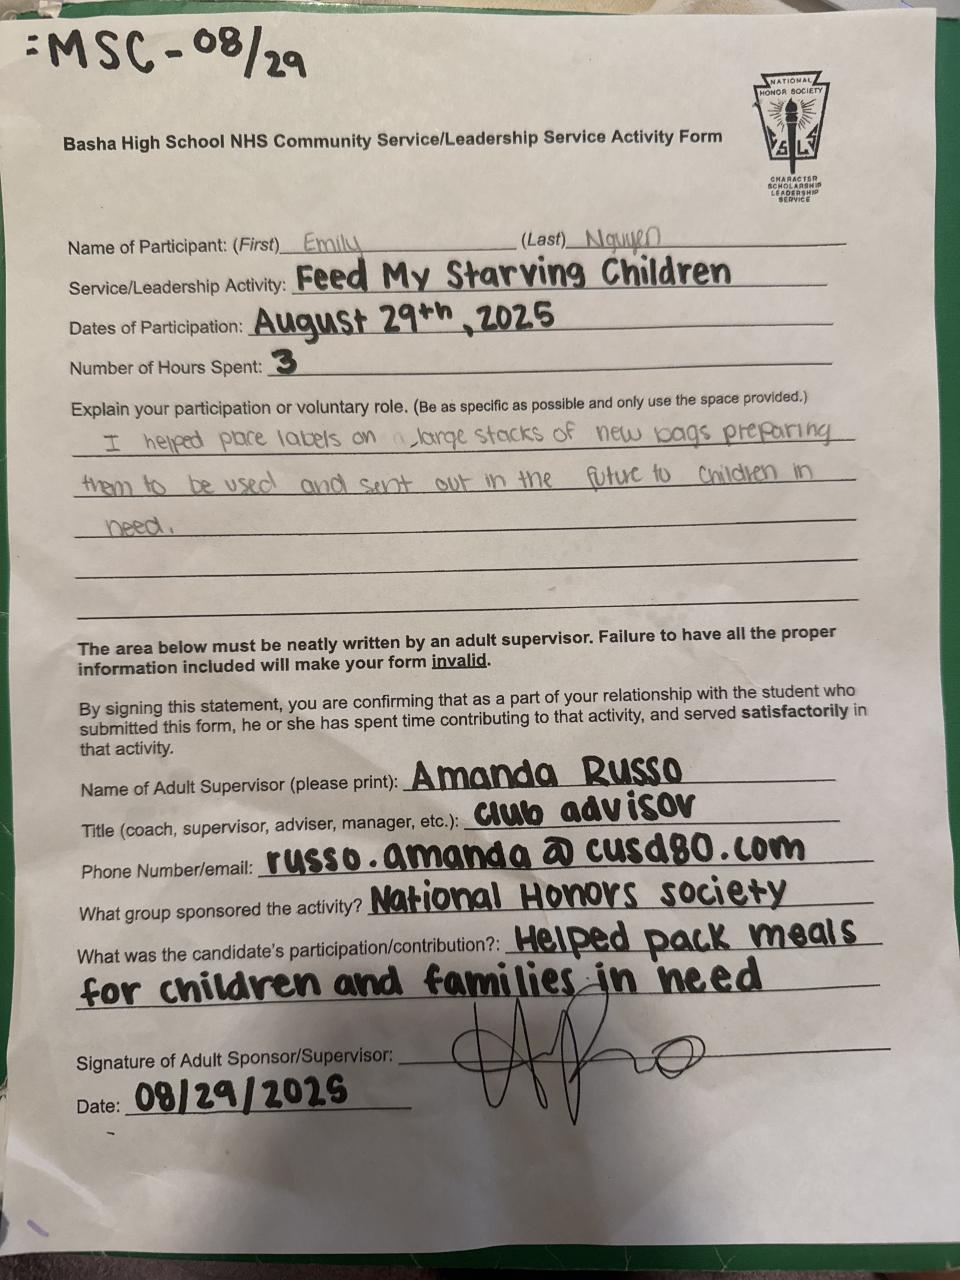 :MSC - 08/29
NATIONAL
HONOR SOCIETY
S L S
CHARACTER
SCHOLARSHIP
LEADERSHIP
SERVICE
Basha High School NHS Community Service/Leadership Service Activity Form
Name of Participant: (First) Emily (Last) Nguyen
Service/Leadership Activity: Feed My Starving Children
Dates of Participation: August 29th, 2025
Number of Hours Spent: 3
Explain your participation or voluntary role. (Be as specific as possible and only use the space provided.)
I helped place labels on large stacks of new bags preparing
them to be used and sent out in the future to children in
need.
The area below must be neatly written by an adult supervisor. Failure to have all the proper
information included will make your form invalid.
By signing this statement, you are confirming that as a part of your relationship with the student who
submitted this form, he or she has spent time contributing to that activity, and served satisfactorily in
that activity.
Name of Adult Supervisor (please print): Amanda Russo
Title (coach, supervisor, adviser, manager, etc.): club advisor
Phone Number/email: russo.amanda@cusd80.com
What group sponsored the activity? National Honors society
What was the candidate's participation/contribution?: Helped pack meals
for children and families in need
Signature of Adult Sponsor/Supervisor:
Date: 08/29/2025